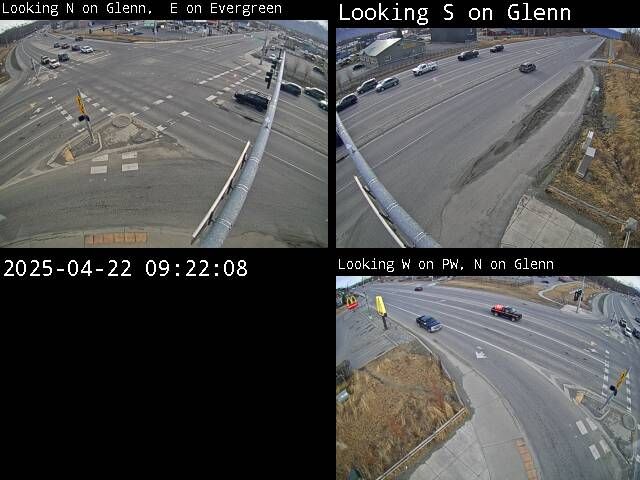 Looking N on Glenn,  E on Evergreen
Looking S on Glenn
2025-04-22 09:22:08
Looking W on PW, N on Glenn